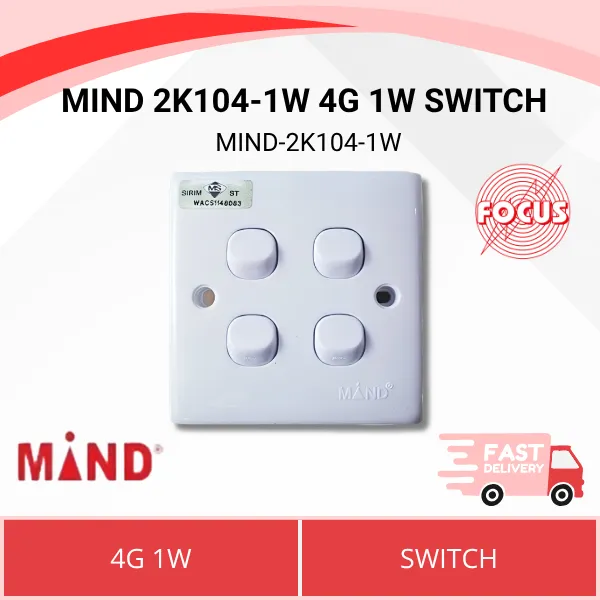 MIND 2K104-1W 4G 1W SWITCH
MIND-2K104-1W
SIRIM MS ST
WACS1148083
FOCUS
MIND®
MIND®
FAST
DELIVERY
4G 1W
SWITCH